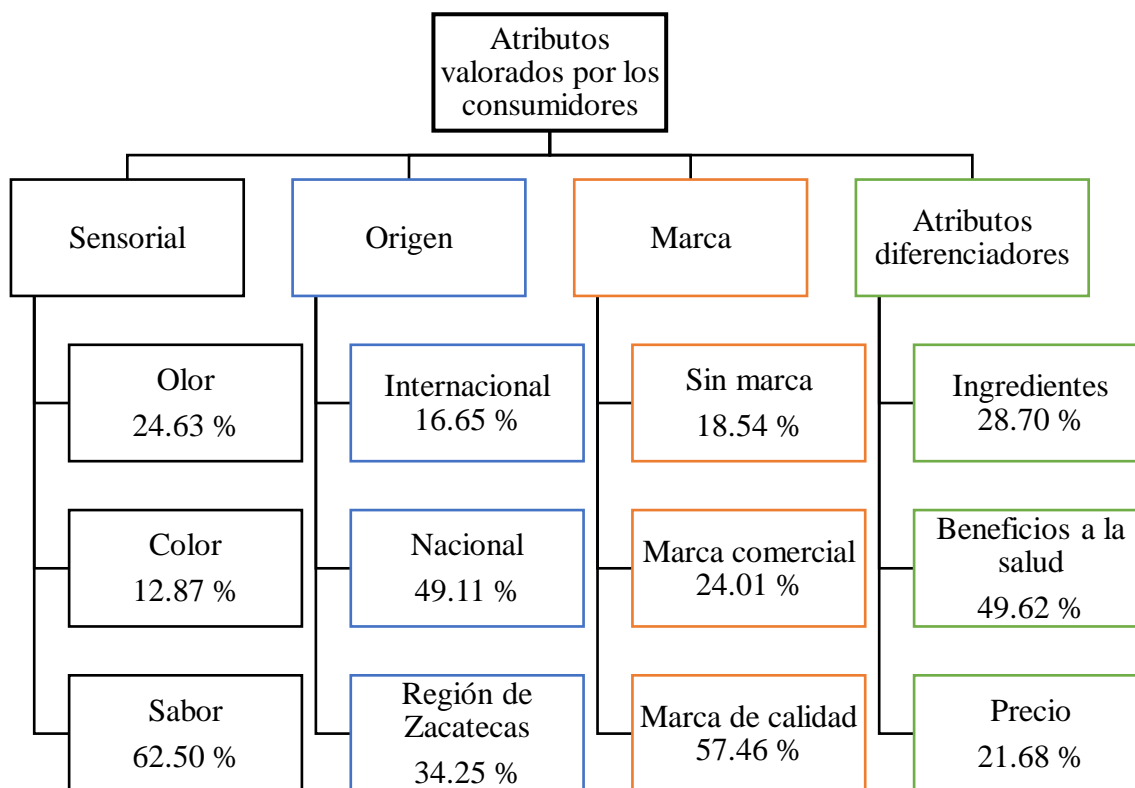 Atributos
valorados por los
consumidores
Sensorial
Origen
Marca
Atributos
diferenciadores
Olor
24.63 %
Internacional
16.65 %
Sin marca
18.54 %
Ingredientes
28.70 %
Color
12.87 %
Nacional
49.11 %
Marca comercial
24.01 %
Beneficios a la
salud
49.62 %
Sabor
62.50 %
Región de
Zacatecas
34.25 %
Marca de calidad
57.46 %
Precio
21.68 %